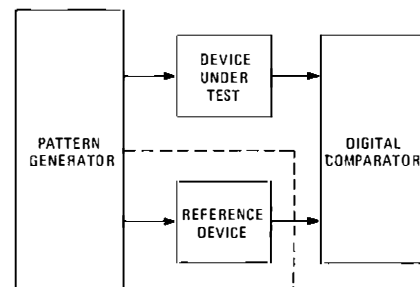 DEVICE
UNDER
TEST
PATTERN
GENERATOR
DIGITAL
COMPARATOR
REFERENCE
DEVICE